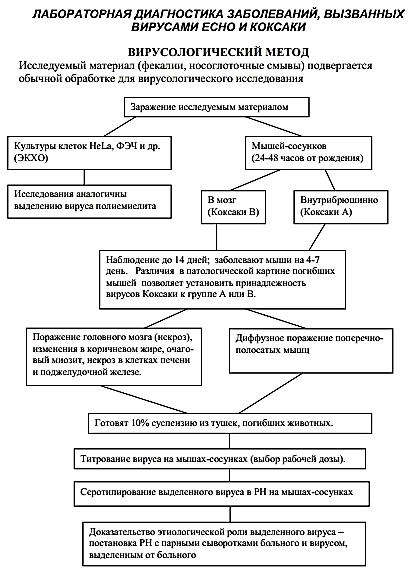 ЛАБОРАТОРНАЯ ДИАГНОСТИКА ЗАБОЛЕВАНИЙ, ВЫЗВАННЫХ
ВИРУСАМИ ЕСНО И КОКСАКИ
ВИРУСОЛОГИЧЕСКИЙ МЕТОД
Исследуемый материал (фекалии, носоглоточные смывы) подвергается
обычной обработке для вирусологического исследования
Заражение исследуемым материалом
Культуры клеток HeLa, ФЭЧ и др.
(ЭКХО)
Мышей-сосунков
(24-48 часов от рождения)
Исследования аналогичны
выделению вируса полиемиелита
В мозг
(Коксаки В)
Внутрибрюшинно
(Коксаки А)
Наблюдение до 14 дней; заболевают мыши на 4-7
день. Различия в патологической картине погибших
мышей позволяет установить принадлежность
вирусов Коксаки к группе А или В.
Поражение головного мозга (некроз),
изменения в коричневом жире, очаго-
вый миозит, некроз в клетках печени
и поджелудочной железе.
Диффузное поражение поперечно-
полосатых мышц
Готовят 10% суспензию из тушек, погибших животных.
Титрование вируса на мышах-сосунках (выбор рабочей дозы).
Серотипирование выделенного вируса в РН на мышах-сосунках
Доказательство этиологической роли выделенного вируса –
постановка РН с парными сыворотками больного и вирусом,
выделенным от больного